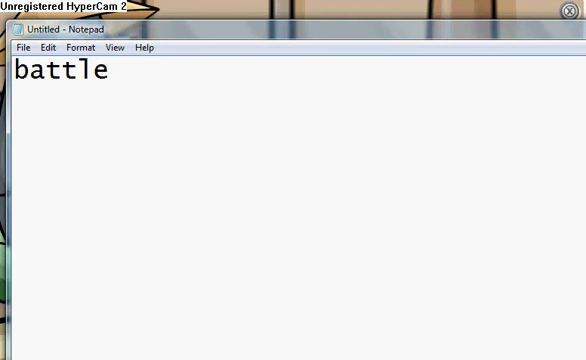 Unregistered HyperCam 2
Untitled - Notepad
File Edit Format View Help
battle